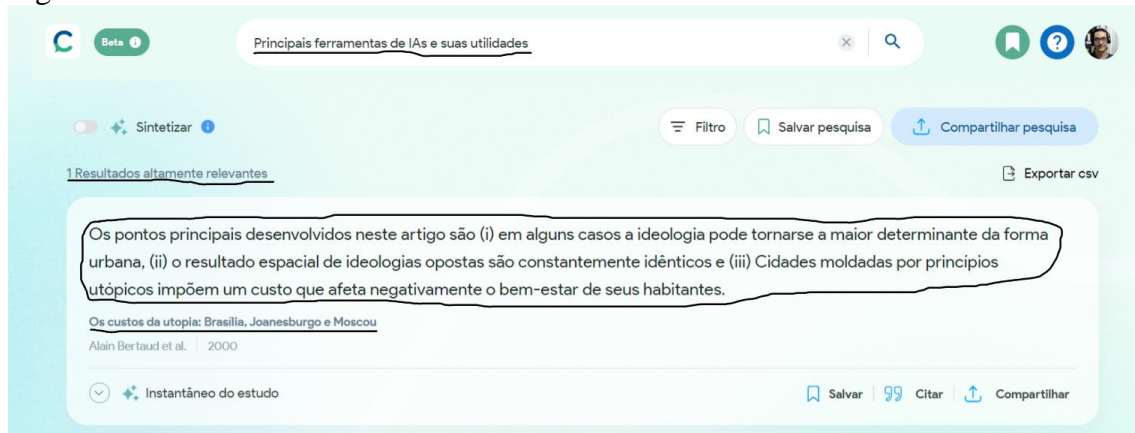 Beta
Principais ferramentas de IAs e suas utilidades
Sintetizar
Filtro
Salvar pesquisa
Compartilhar pesquisa
1 Resultados altamente relevantes
Exportar csv
Os pontos principais desenvolvidos neste artigo são (i) em alguns casos a ideologia pode tornarse a maior determinante da forma
urbana, (ii) o resultado espacial de ideologias opostas são constantemente idênticos e (iii) Cidades moldadas por princípios
utópicos impõem um custo que afeta negativamente o bem-estar de seus habitantes.
Os custos da utopia: Brasília, Joanesburgo e Moscou
Alain Bertaud et al. 2000
Instantâneo do estudo
Salvar
Citar
Compartilhar